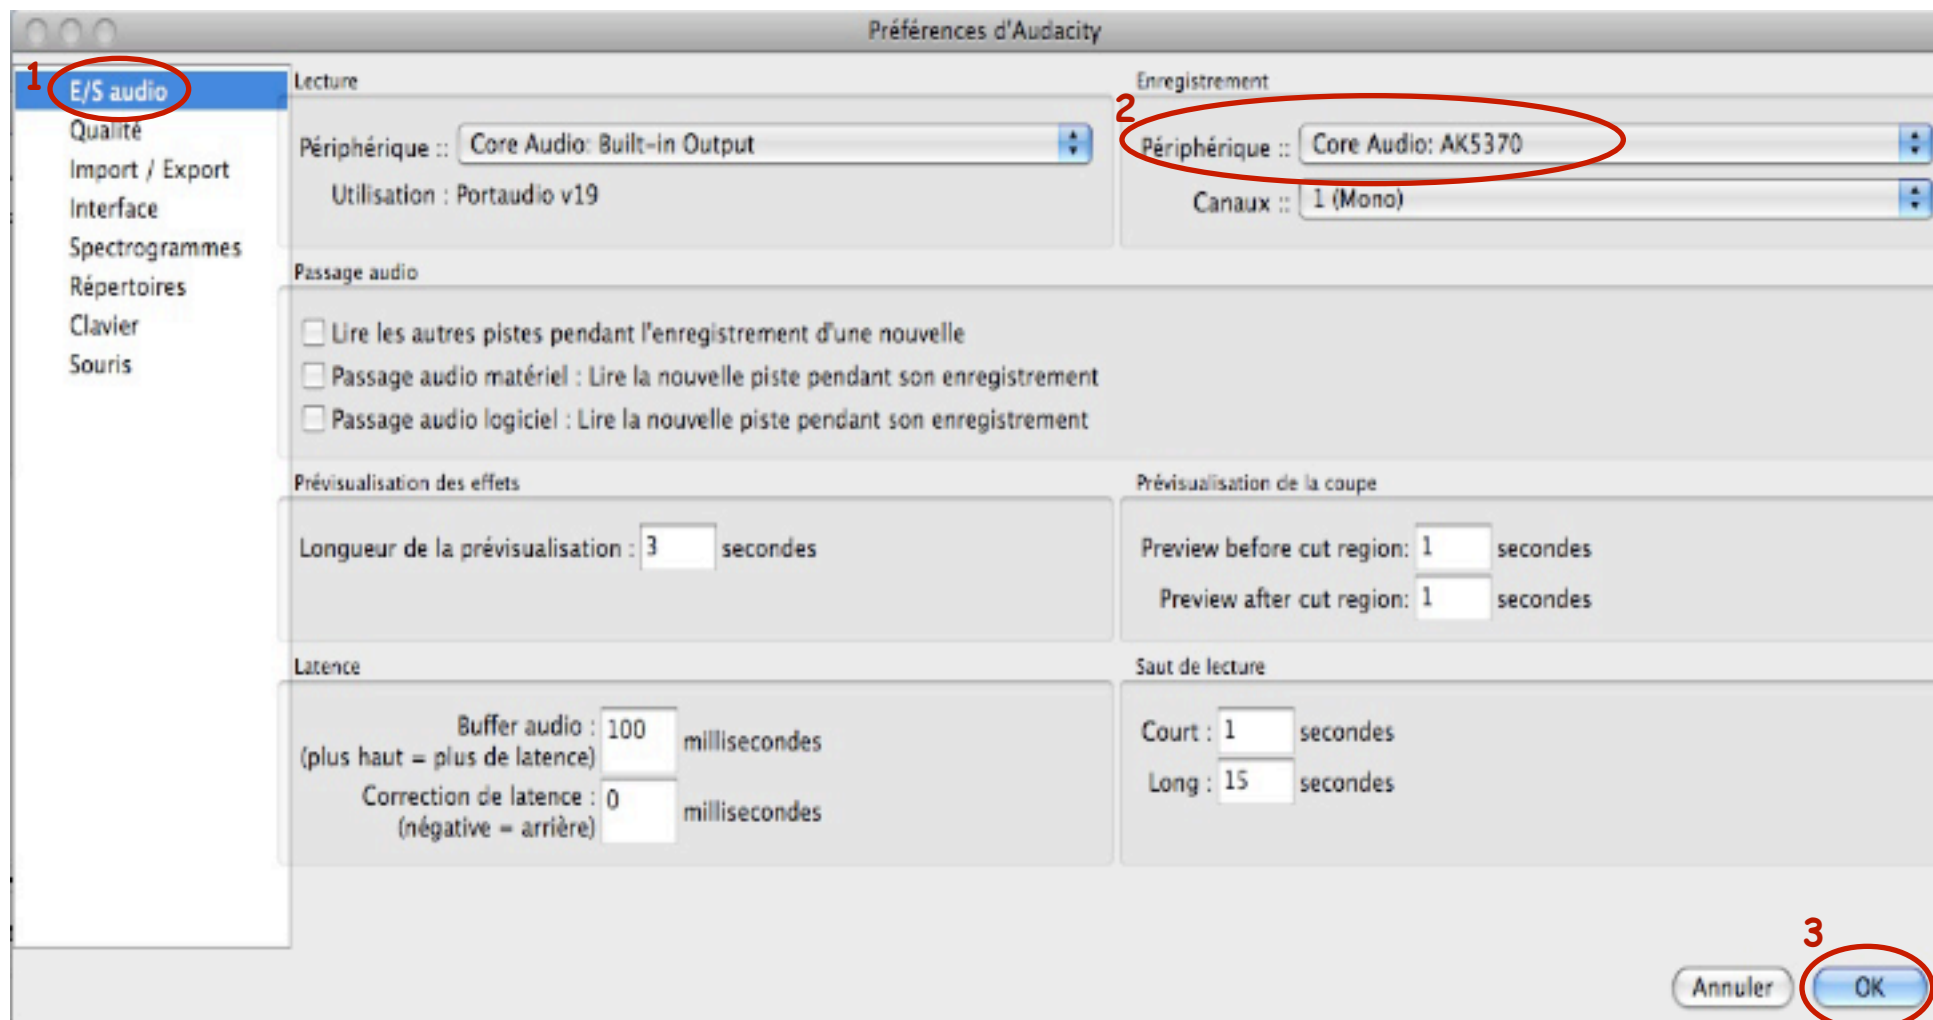 Préférences d'Audacity
1
E/S audio
Qualité
Import / Export
Interface
Spectrogrammes
Répertoires
Clavier
Souris
Lecture
Périphérique :: Core Audio: Built-in Output
Utilisation : Portaudio v19
Enregistrement
2
Périphérique :: Core Audio: AK5370
Canaux :: 1 (Mono)
Passage audio
Lire les autres pistes pendant l'enregistrement d'une nouvelle
Passage audio matériel : Lire la nouvelle piste pendant son enregistrement
Passage audio logiciel : Lire la nouvelle piste pendant son enregistrement
Prévisualisation des effets
Longueur de la prévisualisation : 3 secondes
Prévisualisation de la coupe
Preview before cut region: 1 secondes
Preview after cut region: 1 secondes
Latence
Buffer audio : 100 millisecondes
(plus haut = plus de latence)
Correction de latence : 0 millisecondes
(négative = arrière)
Saut de lecture
Court : 1 secondes
Long : 15 secondes
3
Annuler
OK